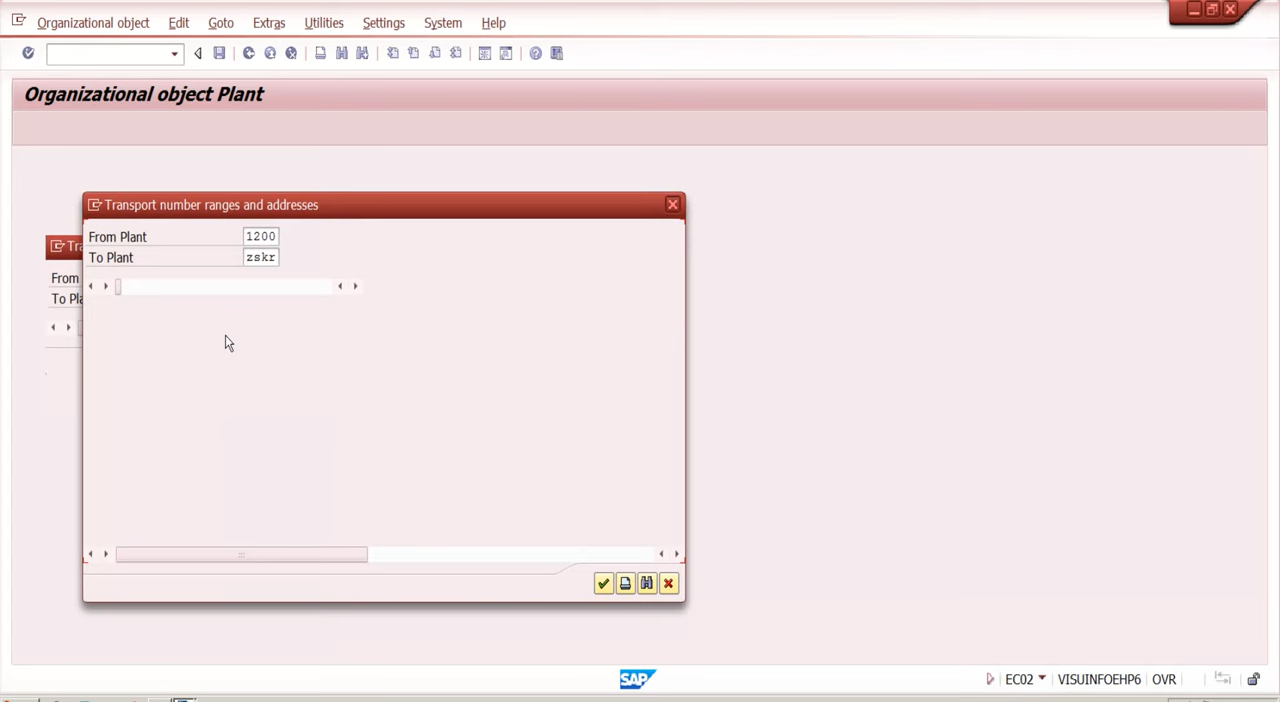 Organizational object Edit Goto Extras Utilities Settings System Help
Organizational object Plant
Transport number ranges and addresses
From Plant 1200
To Plant zskr
Tra
From
To Pla
SAP
EC02 VISUINFOEHP6 OVR